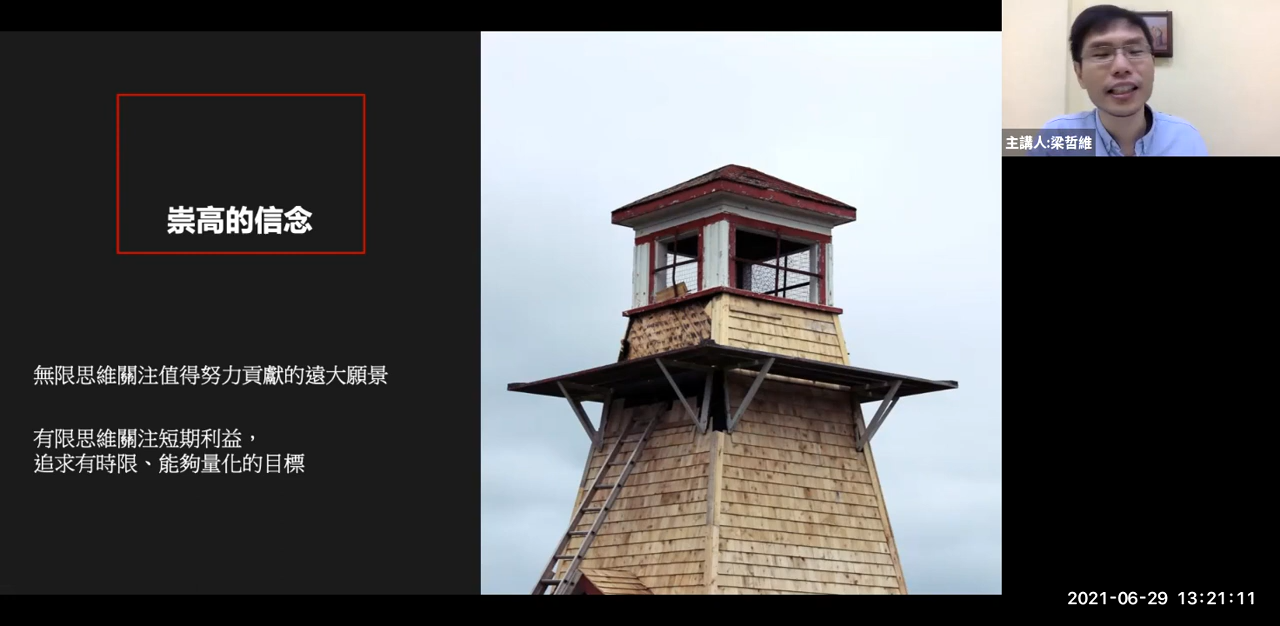 崇高的信念
無限思維關注值得努力貢獻的遠大願景
有限思維關注短期利益，
追求有時限、能夠量化的目標
主講人:梁哲維
2021-06-29 13:21:11